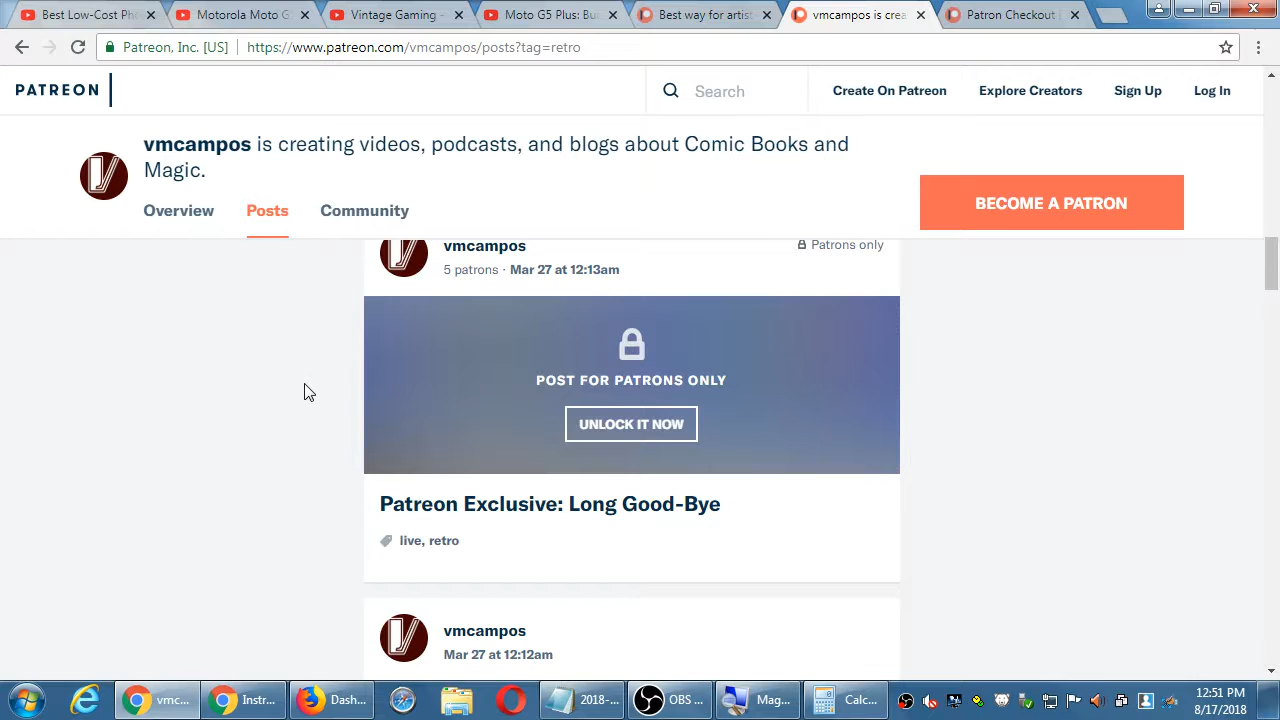 Best Low-Cost Pho
Motorola Moto G
Vintage Gaming -
Moto G5 Plus: Bu
Best way for artist
vmcampos is crea
Patron Checkout
Patreon, Inc. [US]
https://www.patreon.com/vmcampos/posts?tag=retro
PATREON
Search
Create On Patreon
Explore Creators
Sign Up
Log In
vmcampos is creating videos, podcasts, and blogs about Comic Books and
Magic.
BECOME A PATRON
Overview
Posts
Community
vmcampos
Patrons only
5 patrons · Mar 27 at 12:13am
POST FOR PATRONS ONLY
UNLOCK IT NOW
Patreon Exclusive: Long Good-Bye
live, retro
vmcampos
Mar 27 at 12:12am
vmc...
Instr...
Dash...
2018-...
OBS ...
Mag...
Calc...
12:51 PM
8/17/2018